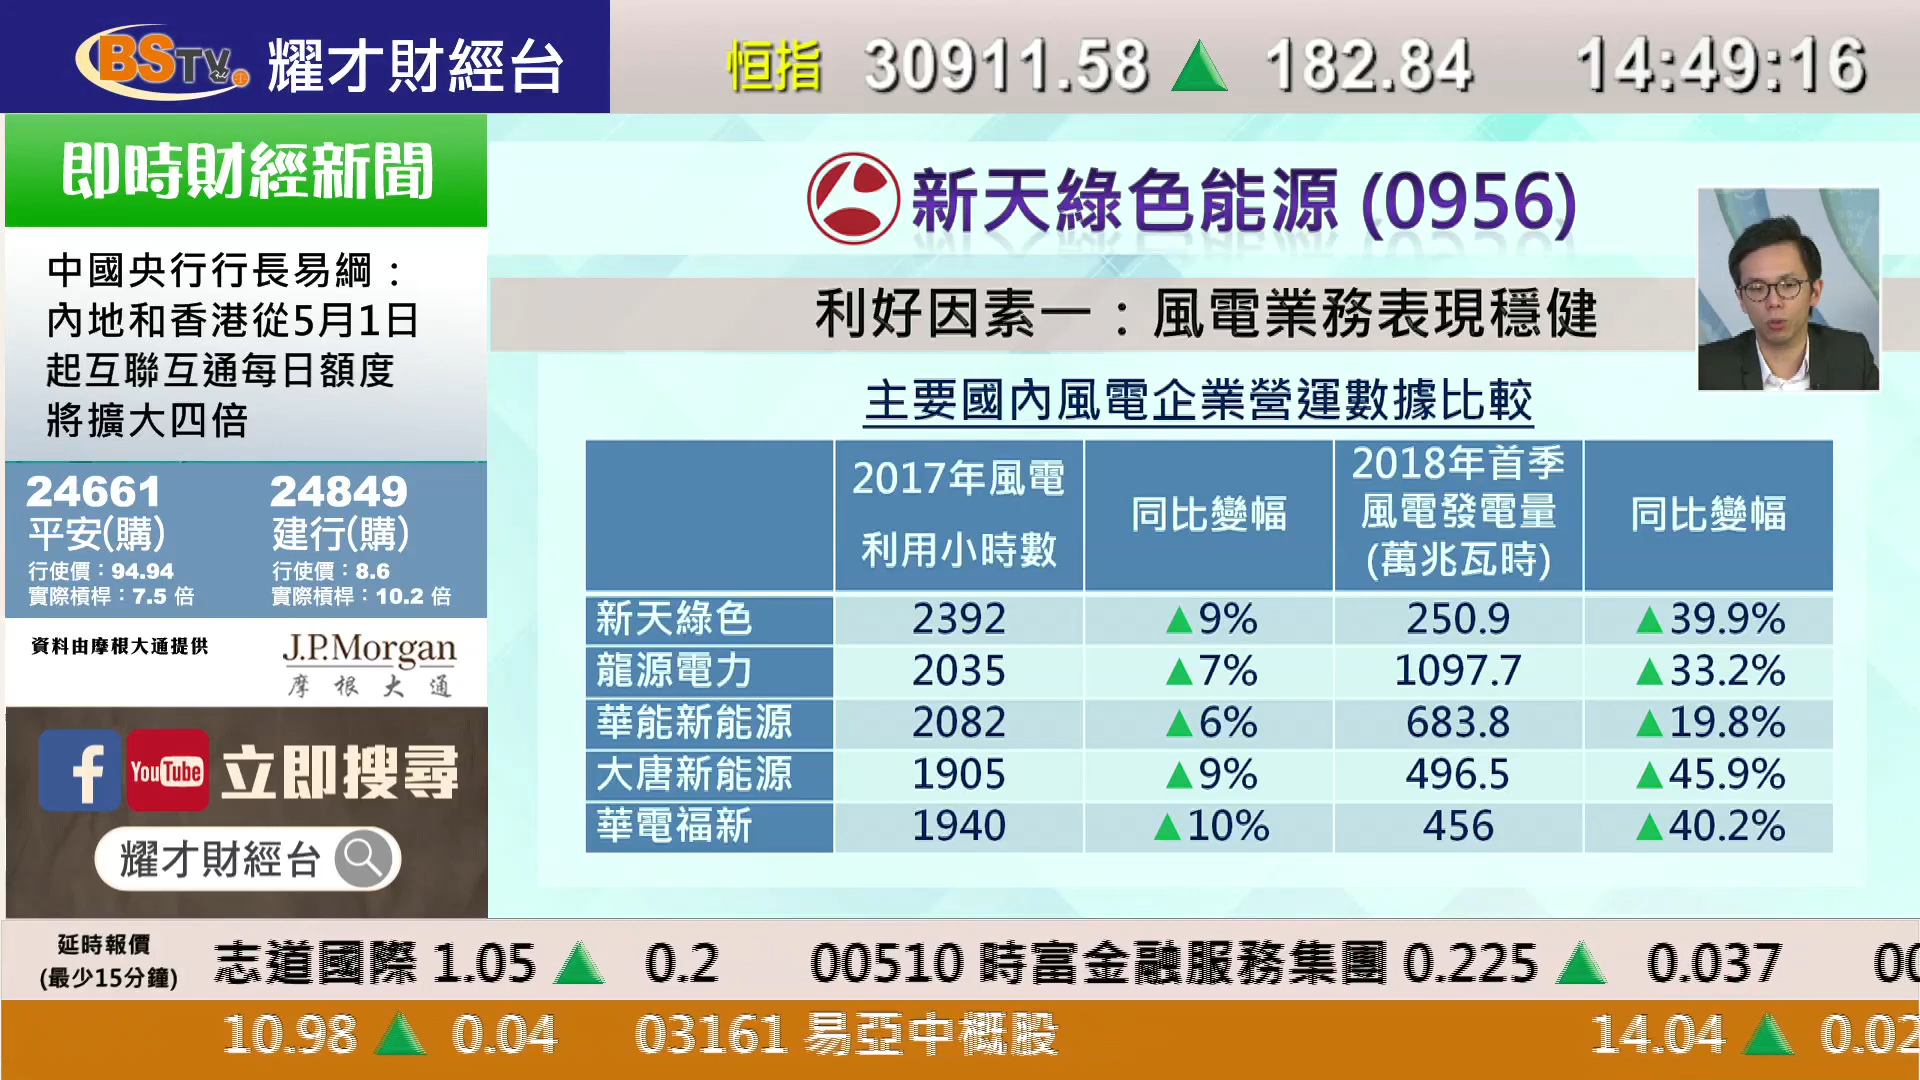 BSTV 耀才財經台
恒指 30911.58 ▲ 182.84 14:49:16
即時財經新聞
中國央行行長易綱：
內地和香港從5月1日
起互聯互通每日額度
將擴大四倍
24661 24849
平安(購) 建行(購)
行使價：94.94 行使價：8.6
實際槓桿：7.5 倍 實際槓桿：10.2 倍
資料由摩根大通提供 J.P.Morgan
摩根大通
f YouTube 立即搜尋
耀才財經台
新天綠色能源 (0956)
利好因素一：風電業務表現穩健
主要國內風電企業營運數據比較
2017年風電
利用小時數
同比變幅
2018年首季
風電發電量
(萬兆瓦時)
同比變幅
新天綠色 2392 ▲9% 250.9 ▲39.9%
龍源電力 2035 ▲7% 1097.7 ▲33.2%
華能新能源 2082 ▲6% 683.8 ▲19.8%
大唐新能源 1905 ▲9% 496.5 ▲45.9%
華電福新 1940 ▲10% 456 ▲40.2%
延時報價
(最少15分鐘)
志道國際 1.05 ▲ 0.2 00510 時富金融服務集團 0.225 ▲ 0.037 00
10.98 ▲ 0.04 03161 易亞中概股 14.04 ▲ 0.02